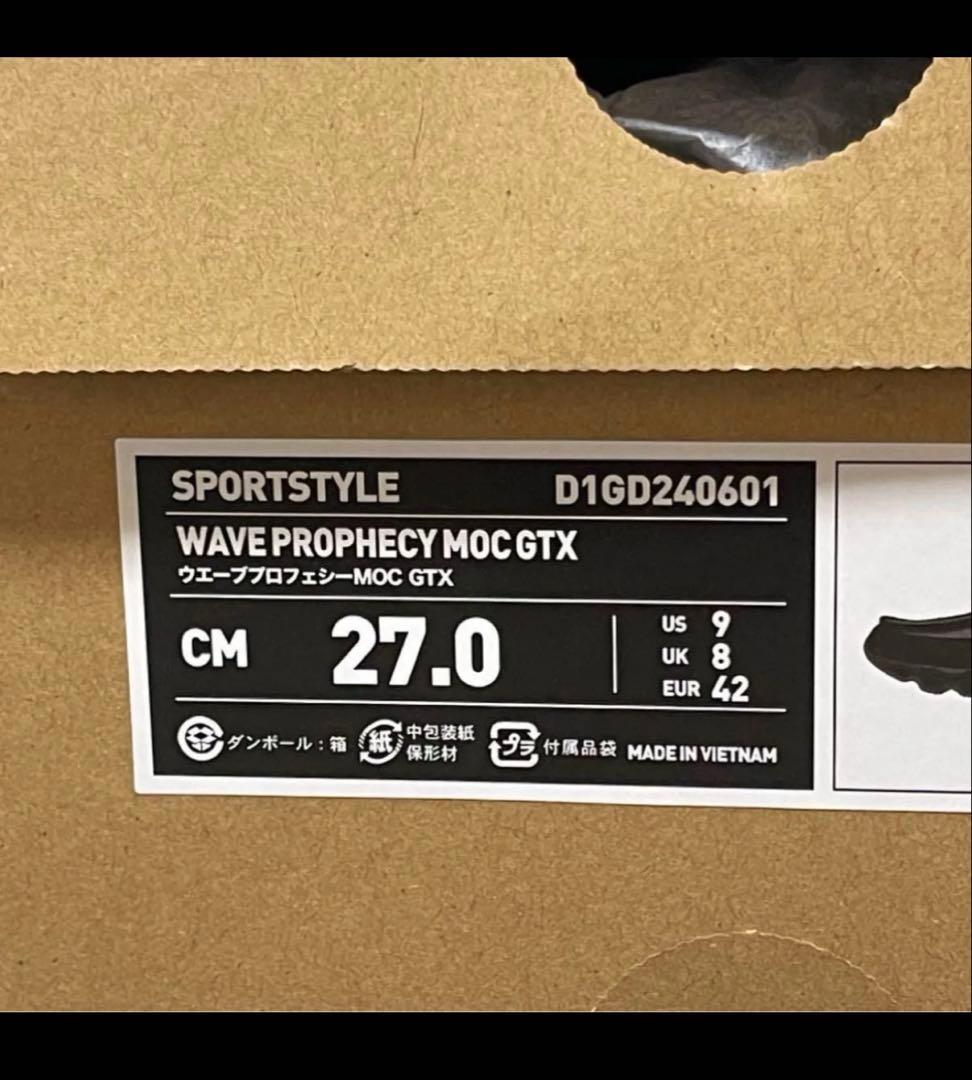 SPORTSTYLE D1GD240601
WAVE PROPHECY MOC GTX
ウエーブプロフェシーMOC GTX
CM 27.0
US 9
UK 8
EUR 42
ダンボール：箱
紙 中包装紙
保形材
プラ 付属品袋
MADE IN VIETNAM